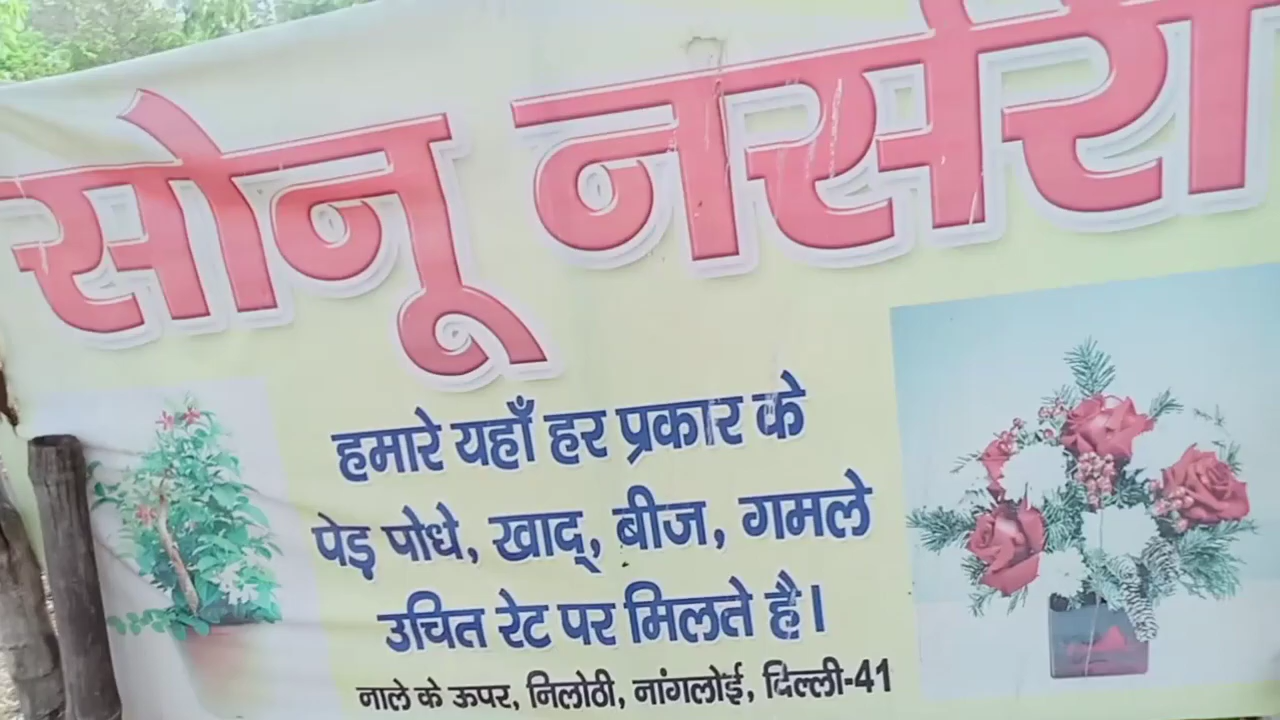 सोनू नर्सरी
हमारे यहाँ हर प्रकार के
पेड़ पोधे, खाद्, बीज, गमले
उचित रेट पर मिलते है।
नाले के ऊपर, निलोठी, नांगलोई, दिल्ली-41